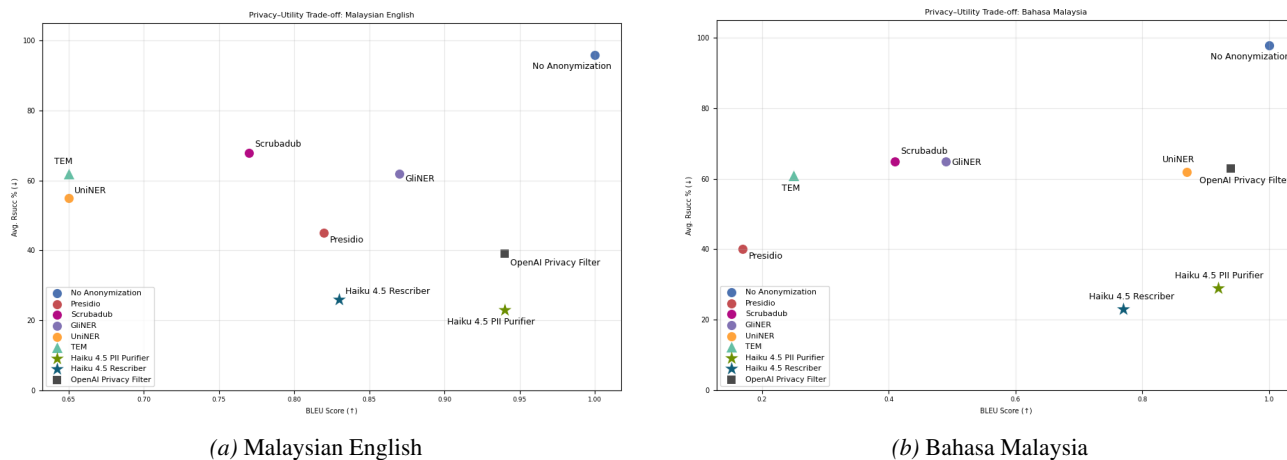 Privacy–Utility Trade-off: Malaysian English
100
80
60
40
20
0
Avg. Rsucc % (↓)
No Anonymization
Scrubadub
TEM
UniNER
GliNER
Presidio
OpenAI Privacy Filter
Haiku 4.5 Rescriber
Haiku 4.5 PII Purifier
No Anonymization
Presidio
Scrubadub
GliNER
UniNER
TEM
Haiku 4.5 PII Purifier
Haiku 4.5 Rescriber
OpenAI Privacy Filter
0.65
0.70
0.75
0.80
0.85
0.90
0.95
1.00
BLEU Score (↑)
(a) Malaysian English
Privacy–Utility Trade-off: Bahasa Malaysia
100
80
60
40
20
0
Avg. Rsucc % (↓)
No Anonymization
Scrubadub
GliNER
UniNER
OpenAI Privacy Filter
TEM
Presidio
Haiku 4.5 PII Purifier
Haiku 4.5 Rescriber
No Anonymization
Presidio
Scrubadub
GliNER
UniNER
TEM
Haiku 4.5 PII Purifier
Haiku 4.5 Rescriber
OpenAI Privacy Filter
0.2
0.4
0.6
0.8
1.0
BLEU Score (↑)
(b) Bahasa Malaysia